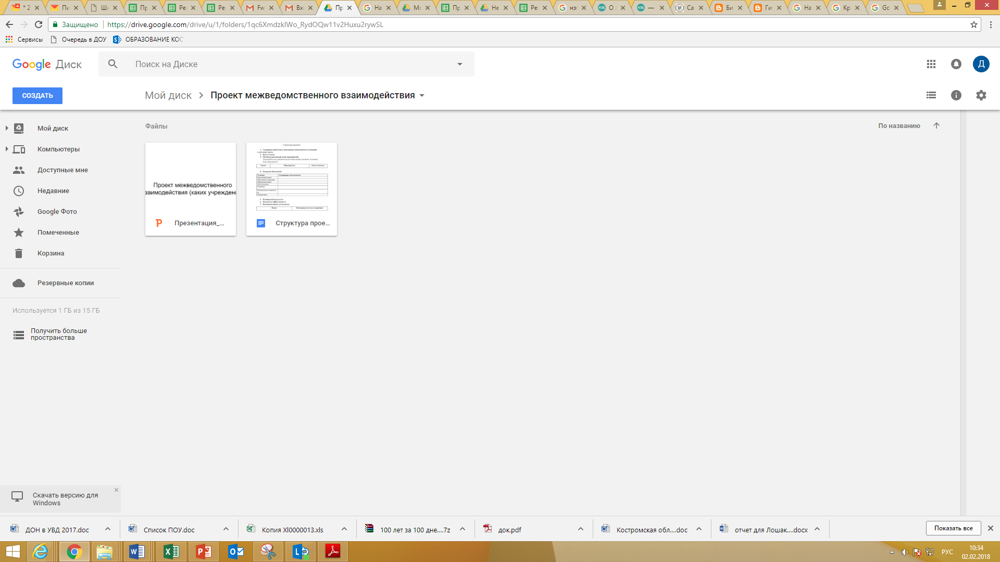 * 2
Пи
Ші
Пр
Ре
Ре
Fw
Вх
Пр
На
Мо
Пр
Не
Ре
нэ
О
—
Са
Би
Ги
На
Кр
Go
Защищено
https://drive.google.com/drive/u/1/folders/1qc6XmdzklWo_RydOQw11v2Huxu2rywSL
Сервисы
Очередь в ДОУ
ОБРАЗОВАНИЕ КОС
Google Диск
Поиск на Диске
Д
СОЗДАТЬ
Мой диск
Проект межведомственного взаимодействия
Мой диск
Компьютеры
Доступные мне
Недавние
Google Фото
Помеченные
Корзина
Резервные копии
Используется 1 ГБ из 15 ГБ
Получить больше
пространства
Скачать версию для
Windows
Файлы
По названию
Проект межведомственного
заимодействия (каких учрежден
Презентация_...
Структура прое...
ДОН в УВД 2017.doc
Список ПОУ.doc
Копия Xl0000013.xls
100 лет за 100 дне....7z
док.pdf
Костромская обл....doc
отчет для Лошак....docx
Показать все
РУС
10:34
02.02.2018